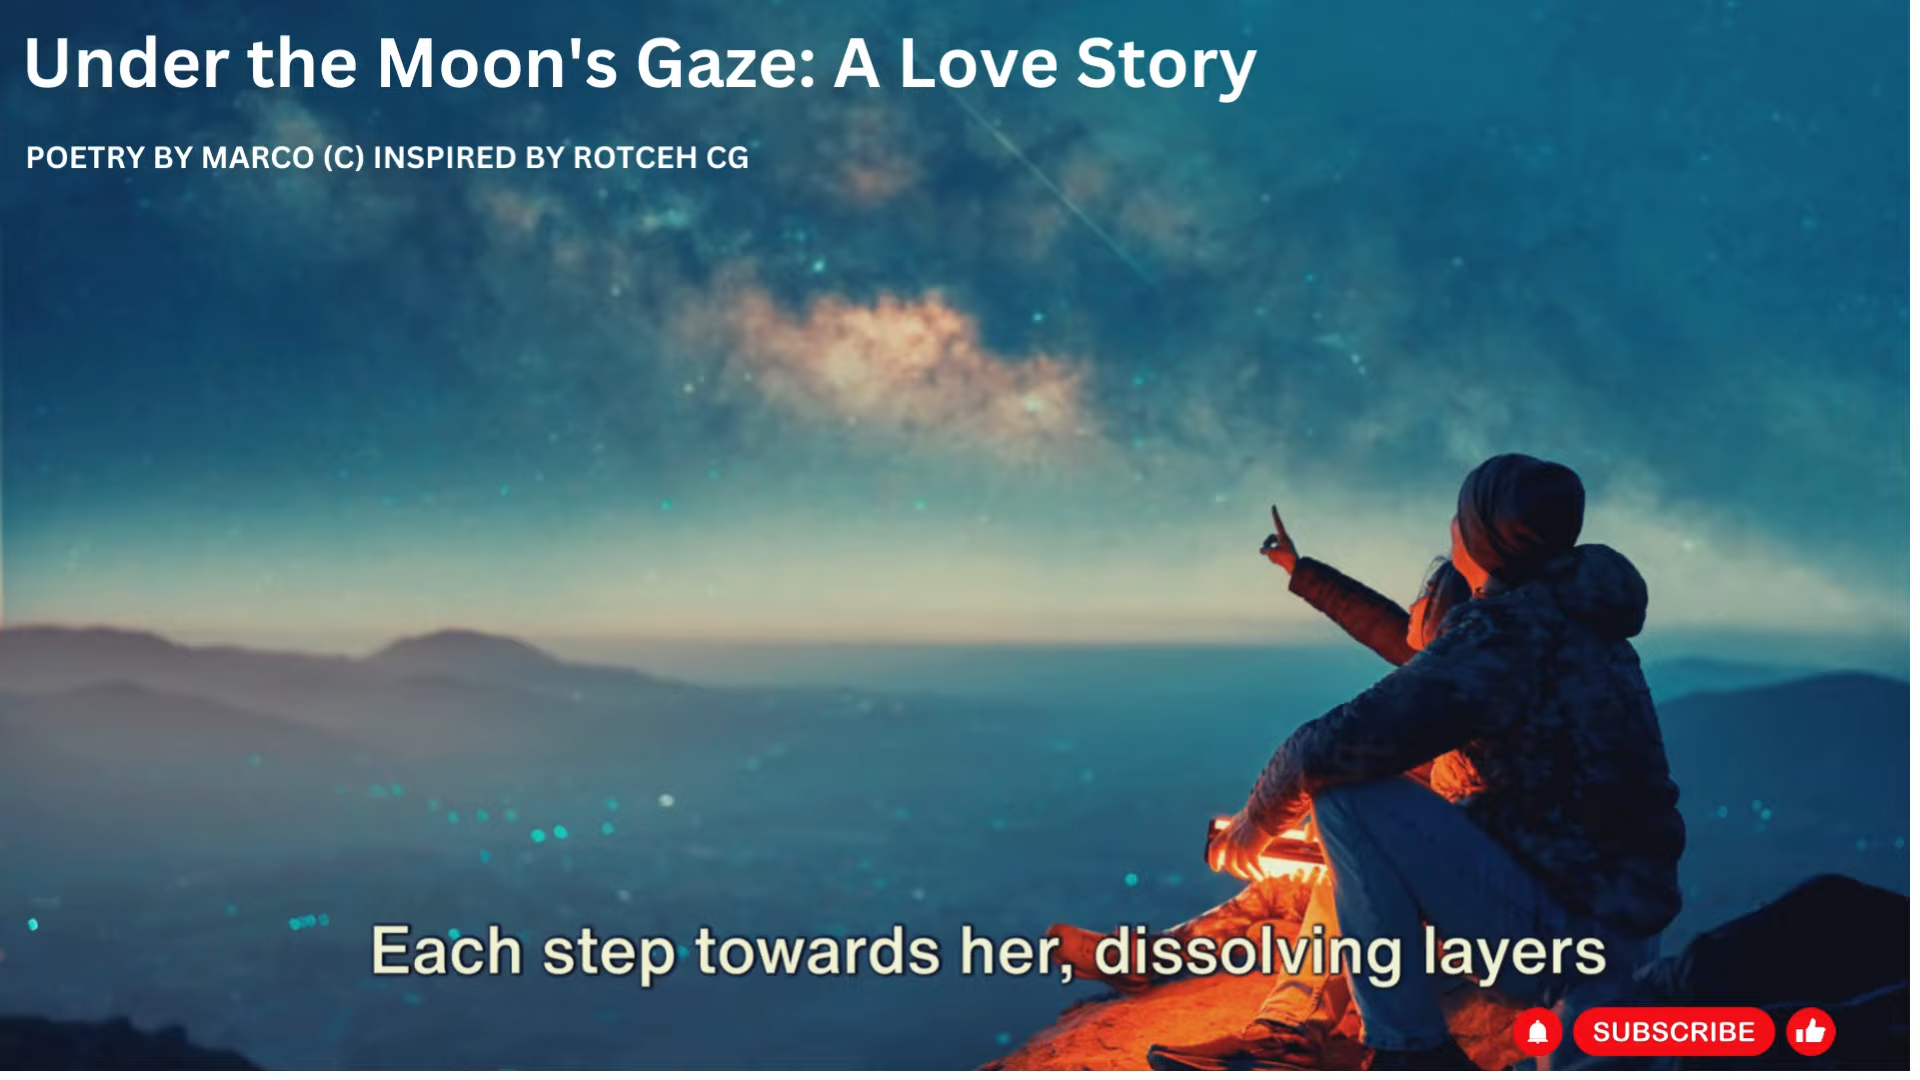 Under the Moon's Gaze: A Love Story
POETRY BY MARCO (C) INSPIRED BY ROTCEH CG
Each step towards her, dissolving layers
SUBSCRIBE